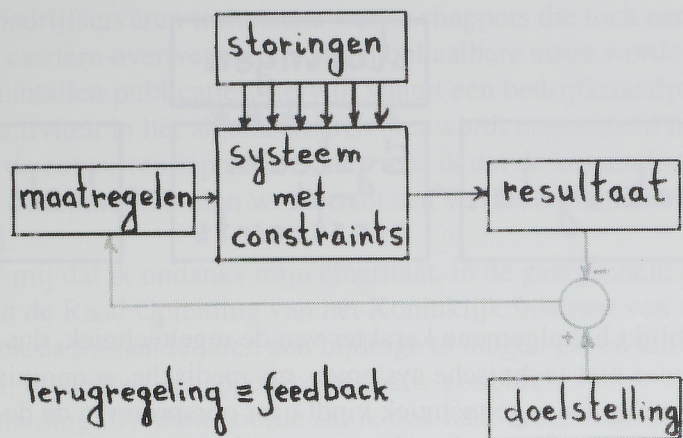 storingen
systeem
met
constraints
maatregelen
resultaat
-
+
doelstelling
Terugregeling ≡ feedback